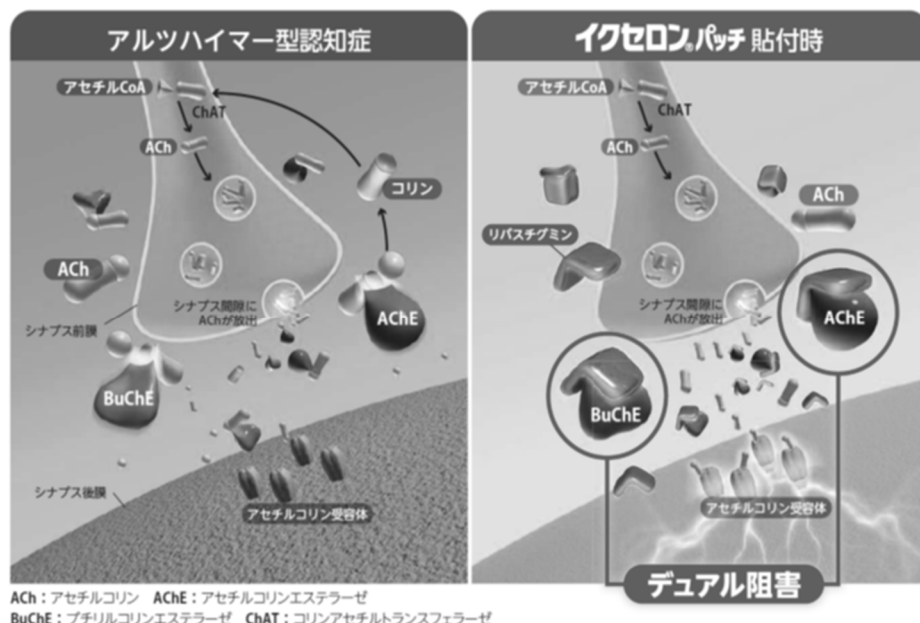 アルツハイマー型認知症
アセチルCoA
ChAT
ACh
コリン
ACh
シナプス前膜
シナプス間隙に
AChが放出
AChE
BuChE
シナプス後膜
アセチルコリン受容体
イクセロン®パッチ 貼付時
アセチルCoA
ChAT
ACh
ACh
リバスチグミン
シナプス間隙に
AChが放出
AChE
BuChE
アセチルコリン受容体
デュアル阻害
ACh：アセチルコリン AChE：アセチルコリンエステラーゼ
BuChE：ブチリルコリンエステラーゼ ChAT：コリンアセチルトランスフェラーゼ